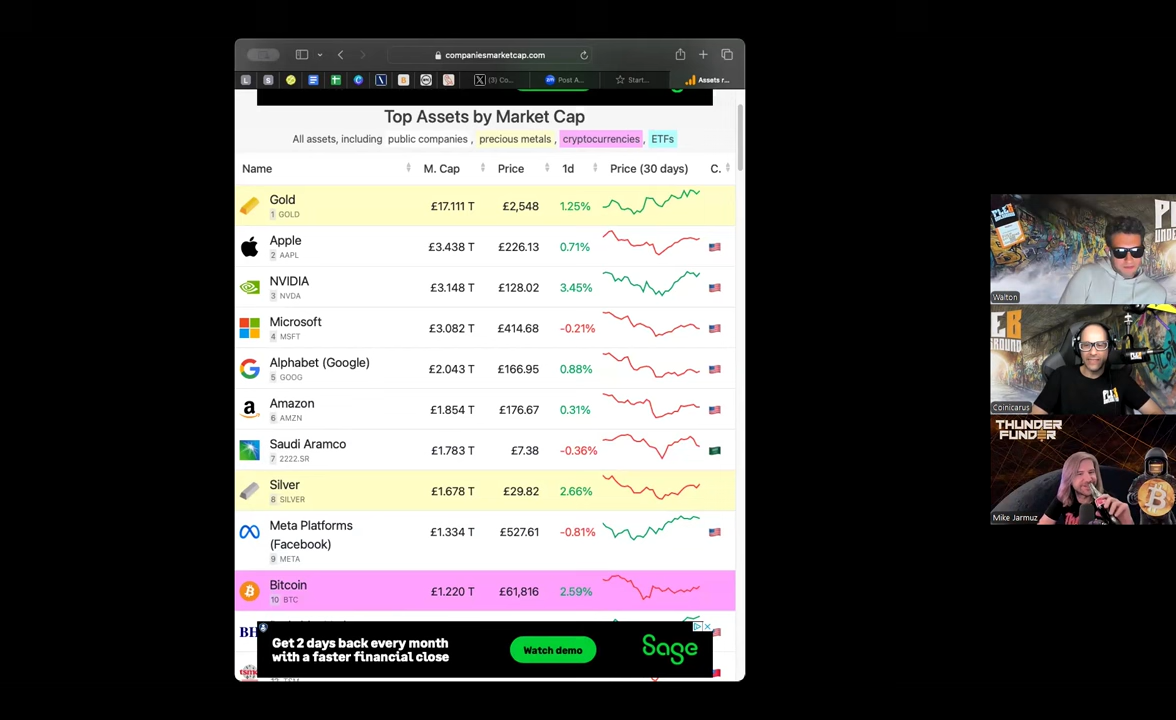 companiesmarketcap.com
(3) Co...
Post A...
Start...
Assets r...
Top Assets by Market Cap
All assets, including public companies , precious metals , cryptocurrencies , ETFs
Name M. Cap Price 1d Price (30 days) C.
Gold
1 GOLD
£17.111 T £2,548 1.25%
Apple
2 AAPL
£3.438 T £226.13 0.71%
NVIDIA
3 NVDA
£3.148 T £128.02 3.45%
Microsoft
4 MSFT
£3.082 T £414.68 -0.21%
Alphabet (Google)
5 GOOG
£2.043 T £166.95 0.88%
Amazon
6 AMZN
£1.854 T £176.67 0.31%
Saudi Aramco
7 2222.SR
£1.783 T £7.38 -0.36%
Silver
8 SILVER
£1.678 T £29.82 2.66%
Meta Platforms
(Facebook)
9 META
£1.334 T £527.61 -0.81%
Bitcoin
10 BTC
£1.220 T £61,816 2.59%
BH
Get 2 days back every month
with a faster financial close
Watch demo
Sage
tsmc
Walton
Coinicarus
THUNDER
FUNDER
Mike Jarmuz